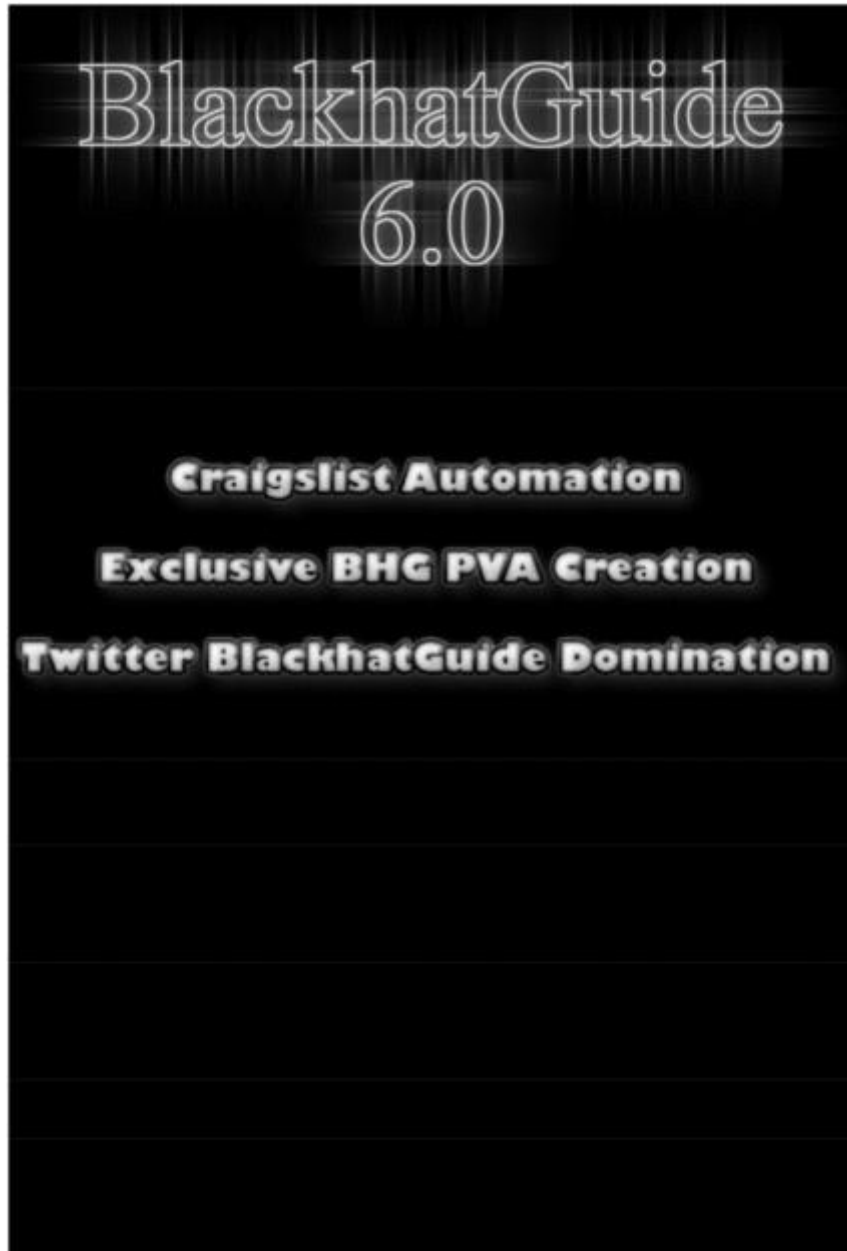 BlackhatGuide
6.0
Craigslist Automation
Exclusive BHG PVA Creation
Twitter BlackhatGuide Domination